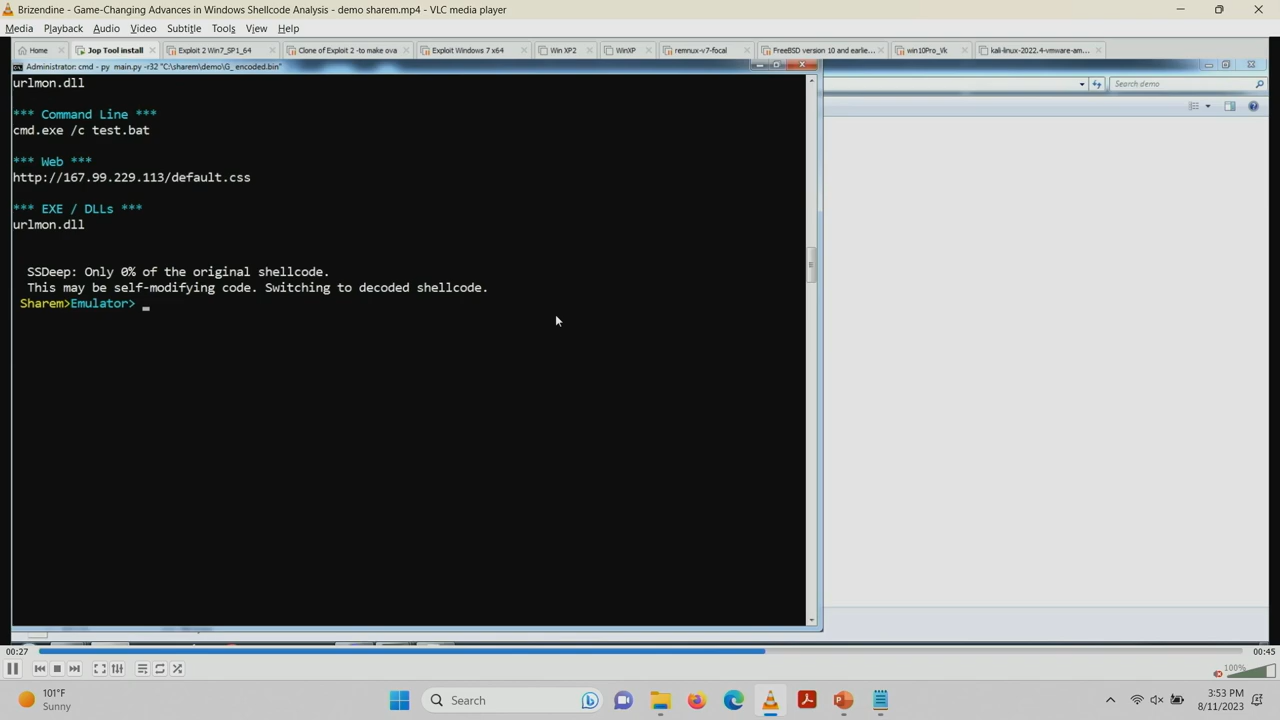 Brizendine - Game-Changing Advances in Windows Shellcode Analysis - demo sharem.mp4 - VLC media player
Media Playback Audio Video Subtitle Tools View Help
Home Jop Tool install Exploit 2 Win7_SP1_64 Clone of Exploit 2 -to make ova Exploit Windows 7 x64 Win XP2 WinXP remnux-v7-focal FreeBSD version 10 and earlie... win10Pro_Vk kali-linux-2022.4-vmware-am...
Administrator: cmd - py main.py -r32 "C:\sharem\demo\G_encoded.bin"
Search demo
urlmon.dll
*** Command Line ***
cmd.exe /c test.bat
*** Web ***
http://167.99.229.113/default.css
*** EXE / DLLs ***
urlmon.dll
SSDeep: Only 0% of the original shellcode.
This may be self-modifying code. Switching to decoded shellcode.
Sharem>Emulator> _
00:27 00:45
100%
101°F
Sunny
Search
3:53 PM
8/11/2023